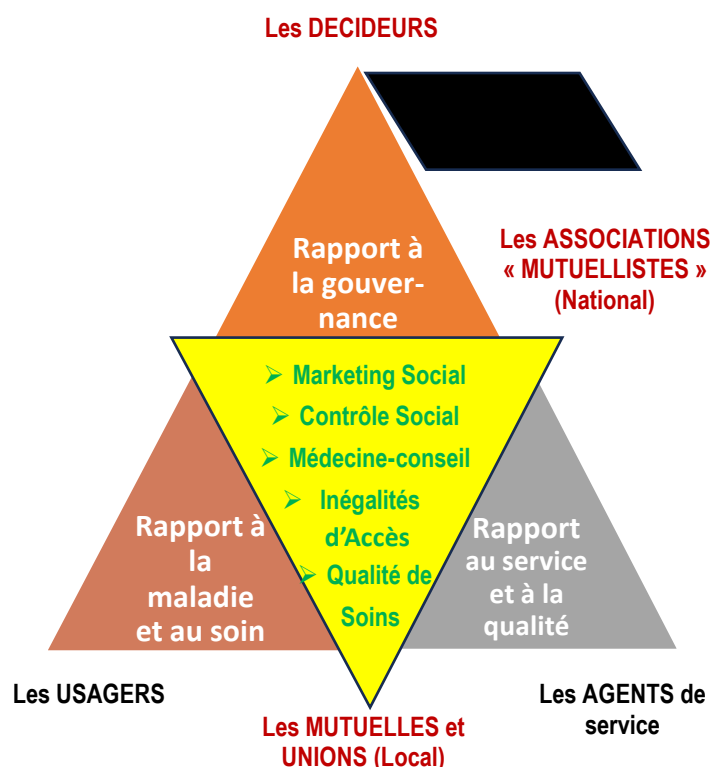 Les DECIDEURS
Les ASSOCIATIONS
« MUTUELLISTES »
(National)
Rapport à
la gouver-
nance
➢ Marketing Social
➢ Contrôle Social
➢ Médecine-conseil
➢ Inégalités
d’Accès
➢ Qualité de
Soins
Rapport à
la
maladie
et au soin
Rapport
au service
et à la
qualité
Les USAGERS
Les MUTUELLES et
UNIONS (Local)
Les AGENTS de
service